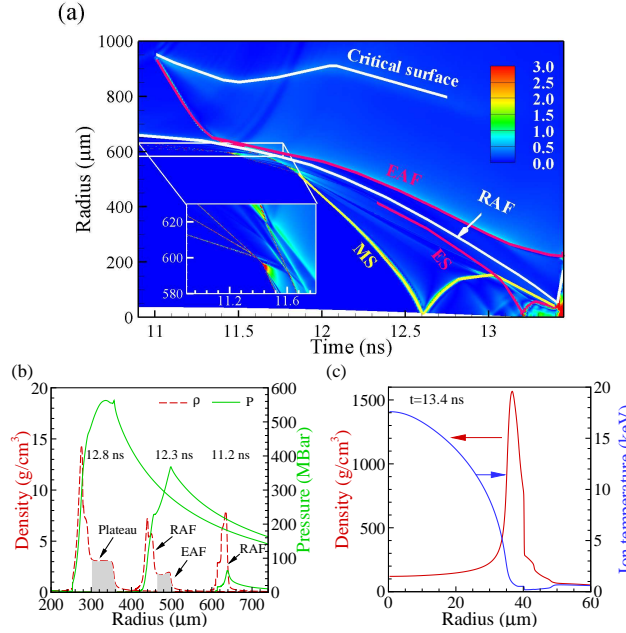 (a)
1000
800
600
400
200
0
Radius(μm)
Critical surface
3.0
2.5
2.0
1.5
1.0
0.5
0.0
EAF
RAF
MS
ES
620
600
580
11.2
11.6
11
11.5
12
12.5
13
Time (ns)
(b)
20
15
10
5
0
Density (g/cm³)
ρ
P
12.8 ns
12.3 ns
11.2 ns
Plateau
RAF
EAF
RAF
600
500
400
300
200
100
0
Pressure(MBar)
200
300
400
500
600
700
Radius(μm)
(c)
t=13.4 ns
1500
1200
900
600
300
0
Density (g/cm³)
20
15
10
5
0
Ion temperature (keV)
0
20
40
60
Radius (μm)